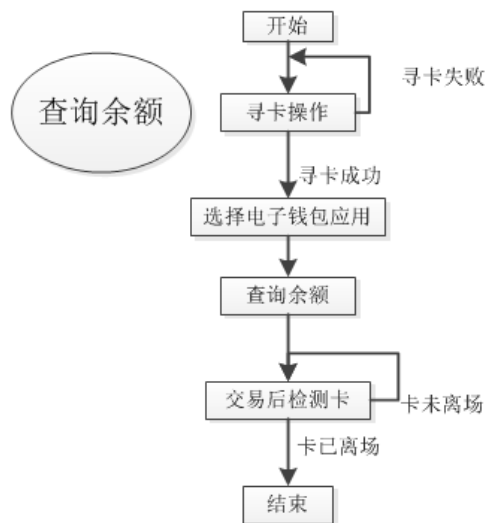 开始
寻卡失败
查询余额
寻卡操作
寻卡成功
选择电子钱包应用
查询余额
交易后检测卡
卡未离场
卡已离场
结束